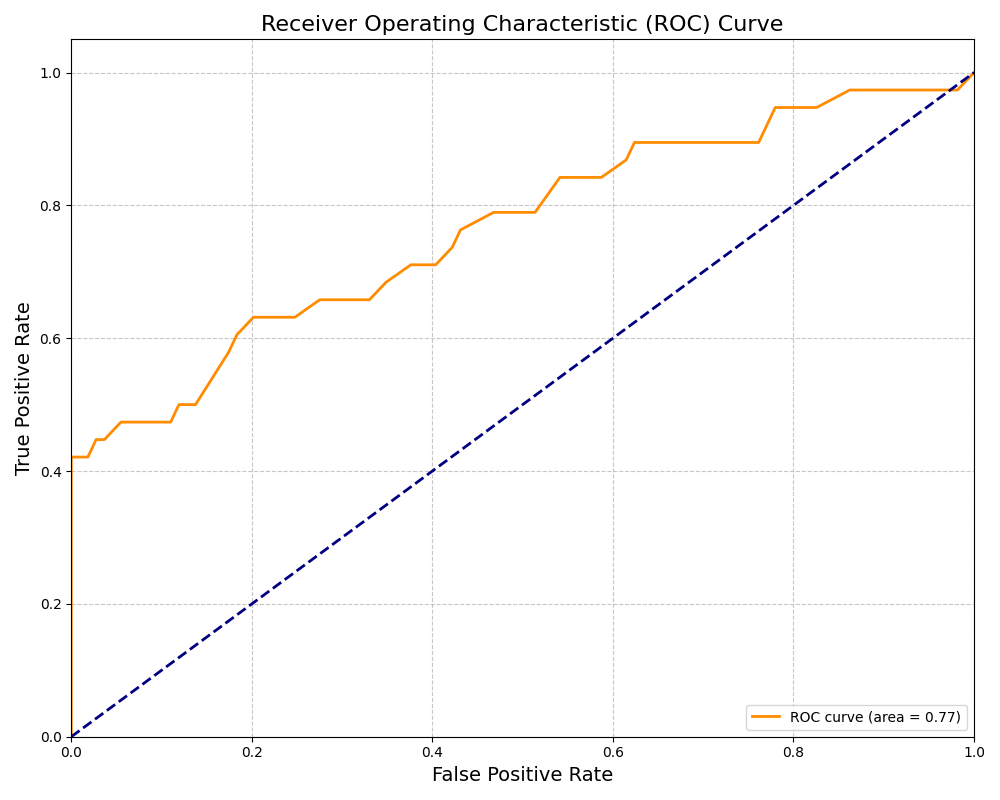 Receiver Operating Characteristic (ROC) Curve
True Positive Rate
1.0
0.8
0.6
0.4
0.2
0.0
0.0 0.2 0.4 0.6 0.8 1.0
False Positive Rate
ROC curve (area = 0.77)